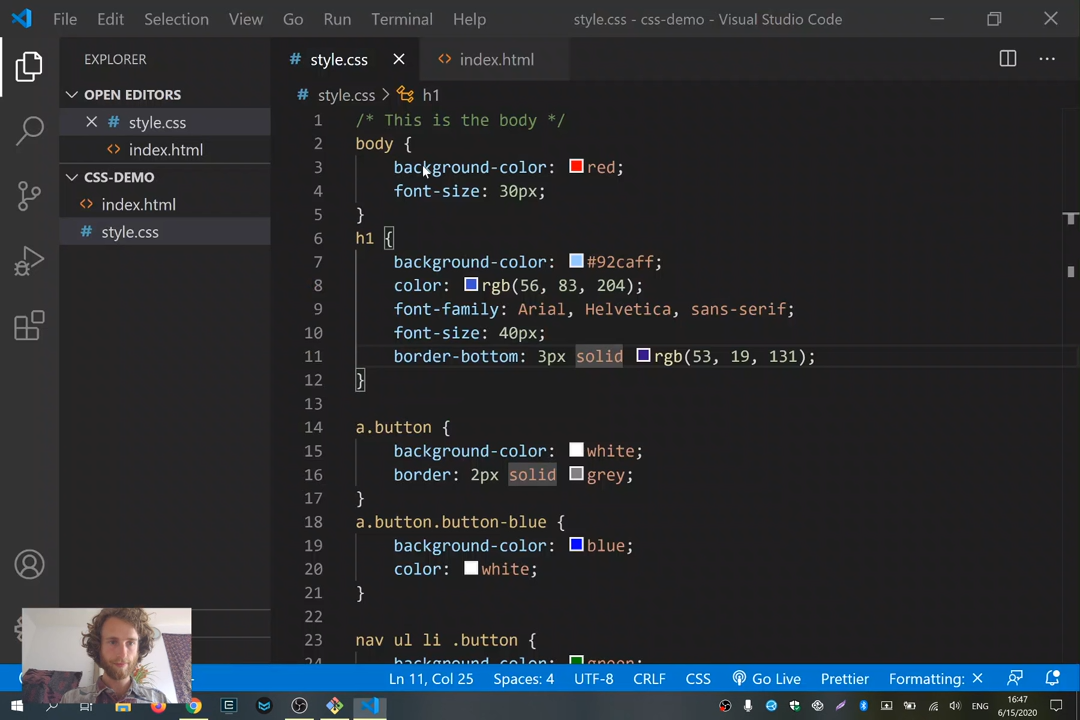 File Edit Selection View Go Run Terminal Help style.css - css-demo - Visual Studio Code
EXPLORER
OPEN EDITORS
style.css
index.html
CSS-DEMO
index.html
style.css
style.css index.html
style.css > h1
1 /* This is the body */
2 body {
3 background-color: red;
4 font-size: 30px;
5 }
6 h1 {
7 background-color: #92caff;
8 color: rgb(56, 83, 204);
9 font-family: Arial, Helvetica, sans-serif;
10 font-size: 40px;
11 border-bottom: 3px solid rgb(53, 19, 131);
12 }
13
14 a.button {
15 background-color: white;
16 border: 2px solid grey;
17 }
18 a.button.button-blue {
19 background-color: blue;
20 color: white;
21 }
22
23 nav ul li .button {
24 background-color: green;
Ln 11, Col 25 Spaces: 4 UTF-8 CRLF CSS Go Live Prettier Formatting: ✕
16:47
6/15/2020